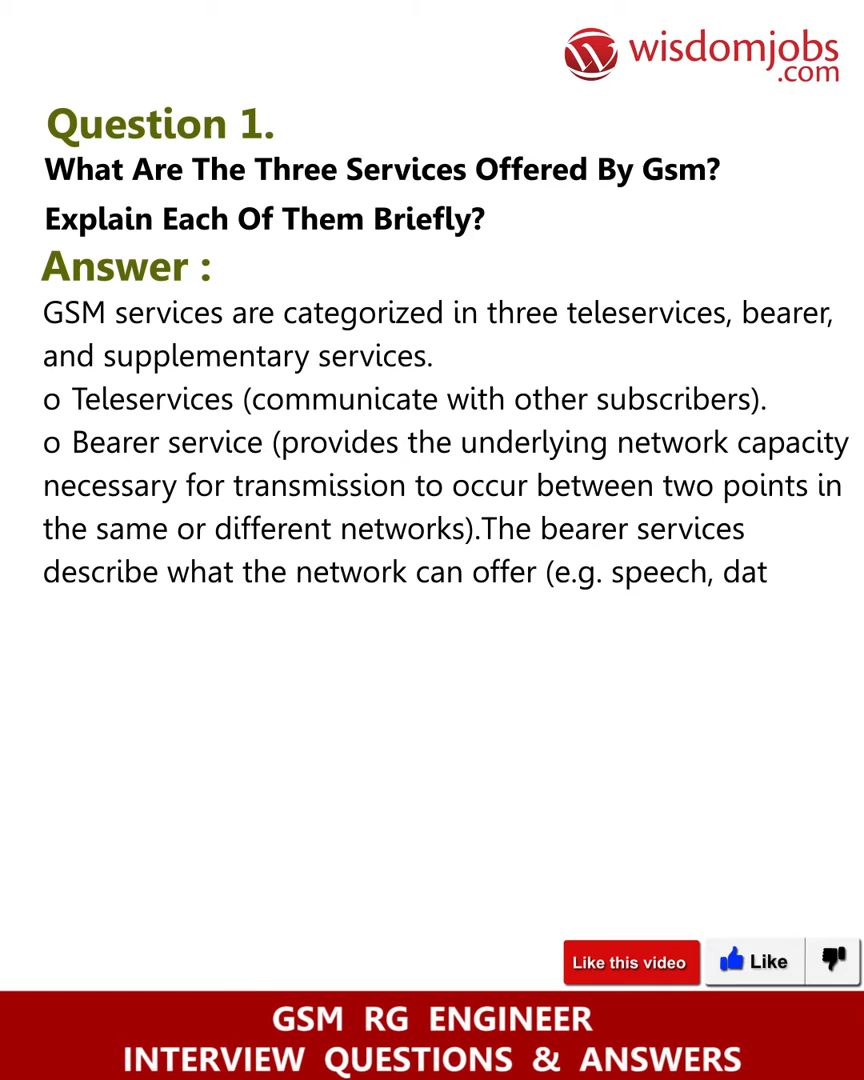 wisdomjobs
.com
Question 1.
What Are The Three Services Offered By Gsm?
Explain Each Of Them Briefly?
Answer :
GSM services are categorized in three teleservices, bearer,
and supplementary services.
o Teleservices (communicate with other subscribers).
o Bearer service (provides the underlying network capacity
necessary for transmission to occur between two points in
the same or different networks).The bearer services
describe what the network can offer (e.g. speech, dat
Like this video
Like
GSM RG ENGINEER
INTERVIEW QUESTIONS & ANSWERS